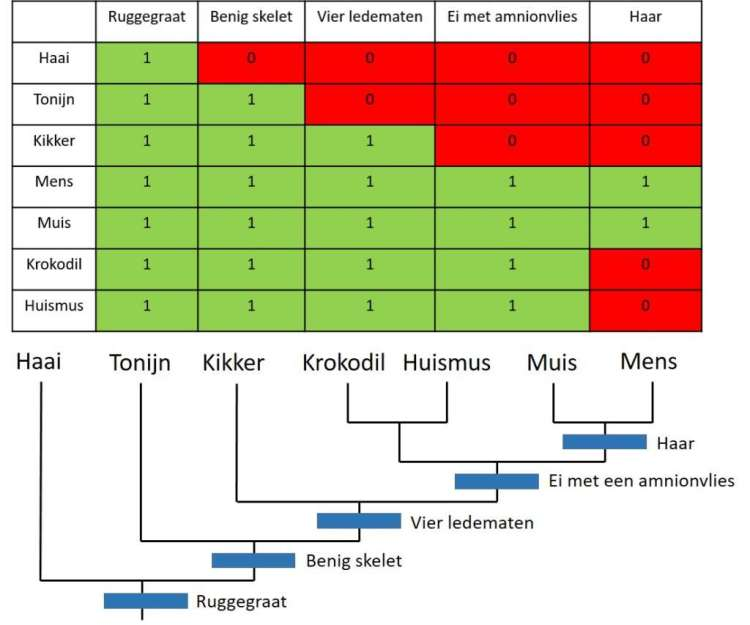 Ruggegraat Benig skelet Vier ledematen Ei met amnionvlies Haar
Haai 1 0 0 0 0
Tonijn 1 1 0 0 0
Kikker 1 1 1 0 0
Mens 1 1 1 1 1
Muis 1 1 1 1 1
Krokodil 1 1 1 1 0
Huismus 1 1 1 1 0
Haai Tonijn Kikker Krokodil Huismus Muis Mens
Haar
Ei met een amnionvlies
Vier ledematen
Benig skelet
Ruggegraat